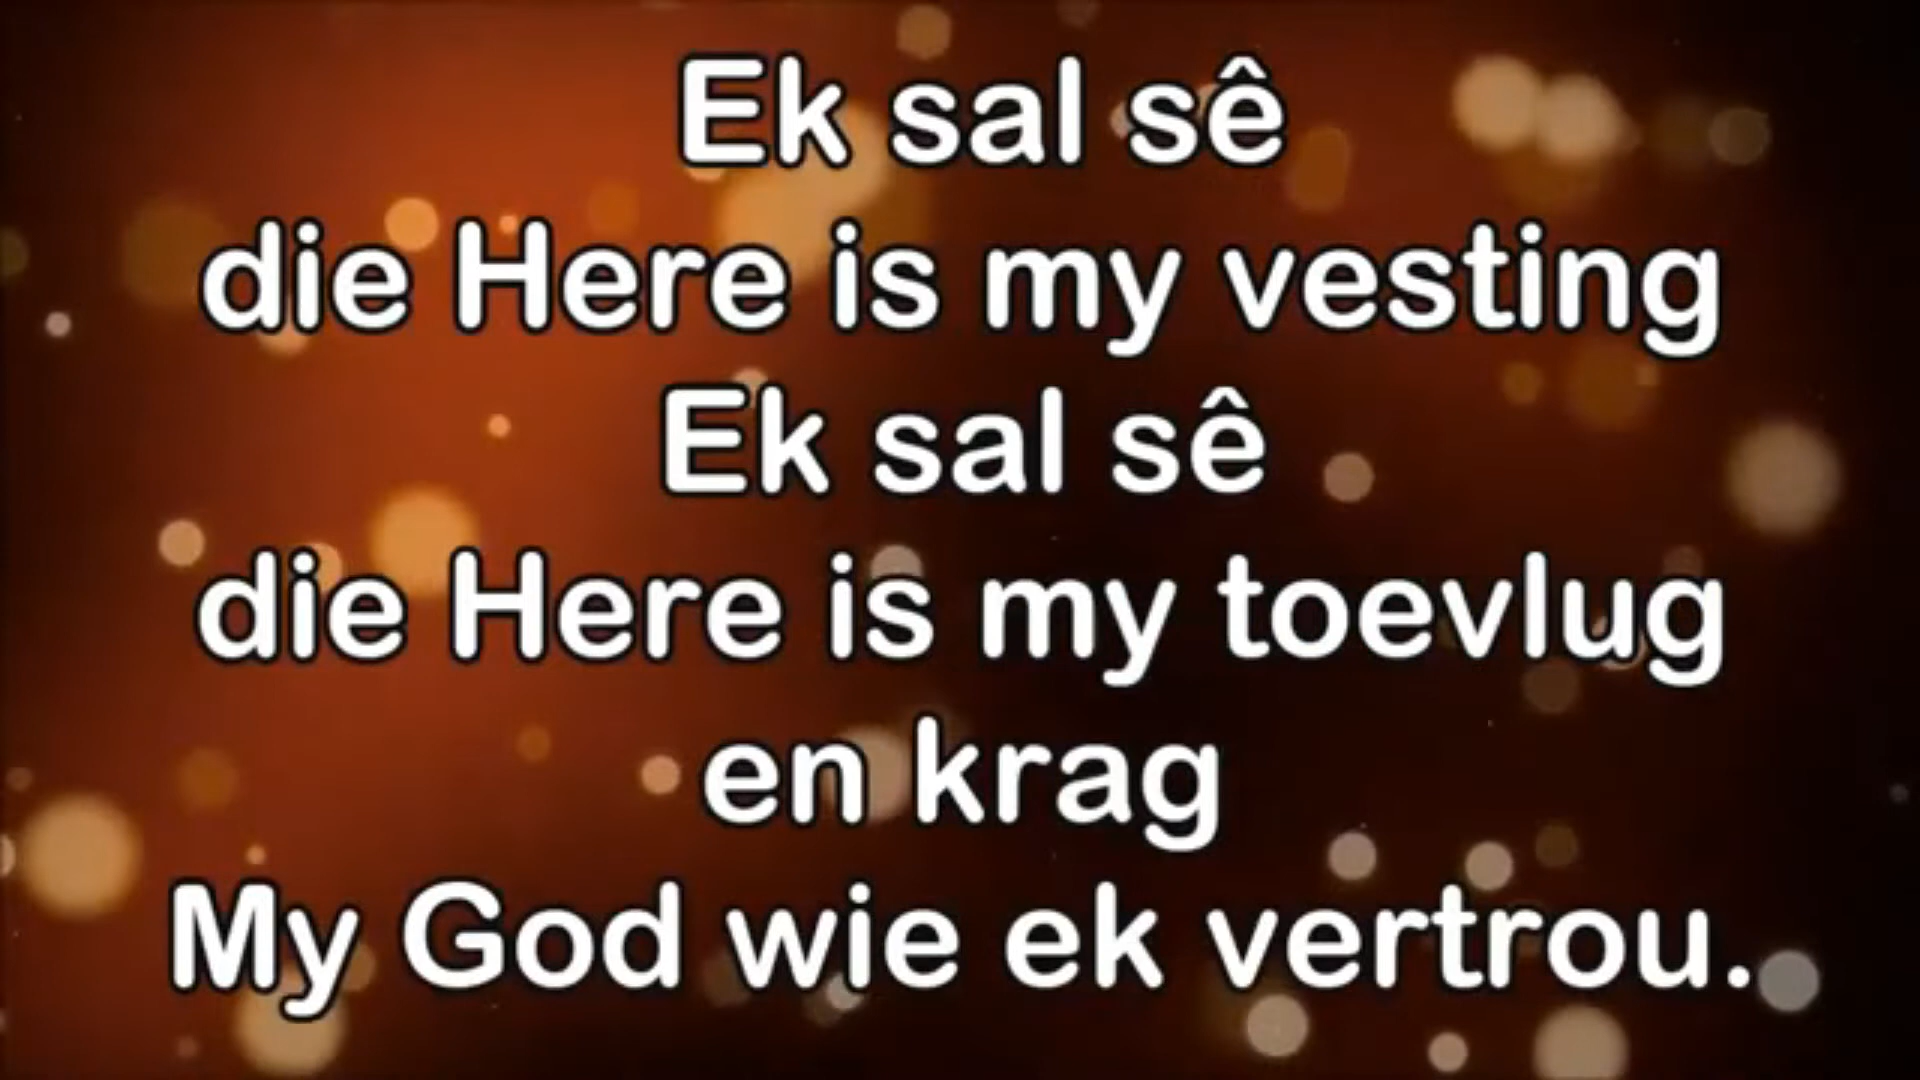 Ek sal sê
die Here is my vesting
Ek sal sê
die Here is my toevlug
en krag
My God wie ek vertrou.